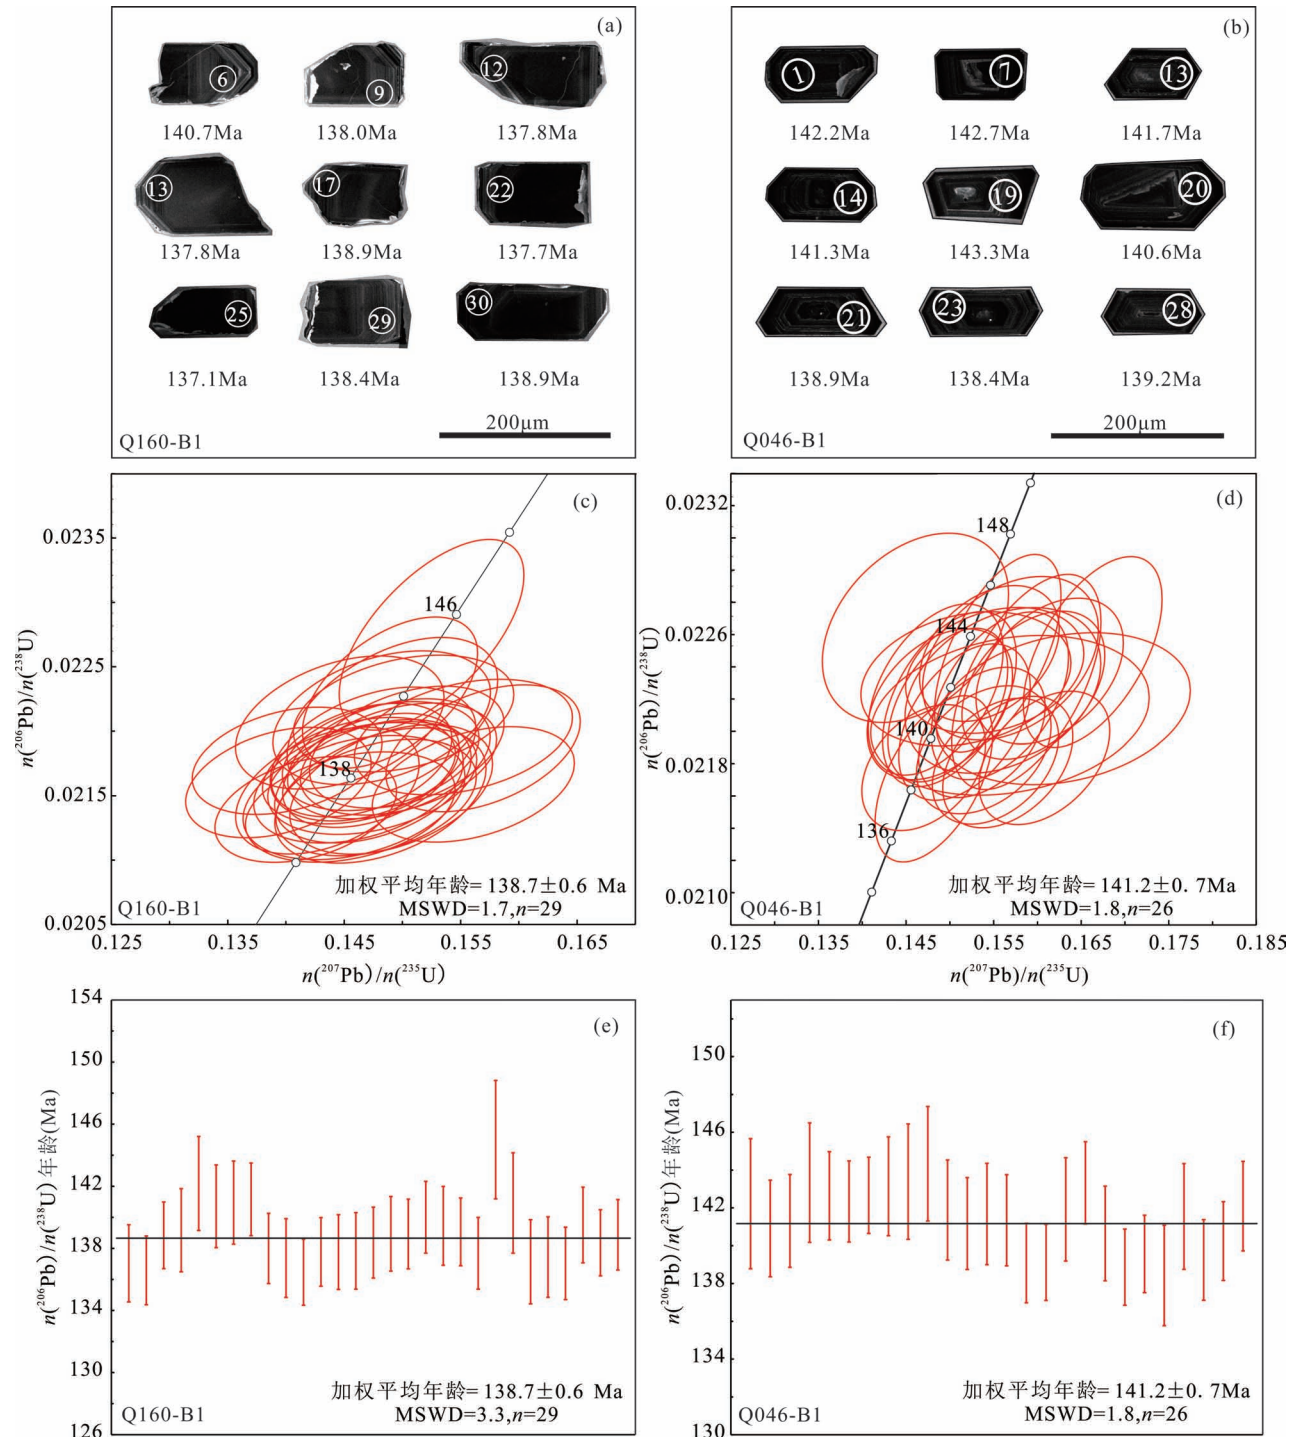 (a)
6
9
12
140.7Ma
138.0Ma
137.8Ma
13
17
22
137.8Ma
138.9Ma
137.7Ma
25
29
30
137.1Ma
138.4Ma
138.9Ma
200μm
Q160-B1
(b)
1
7
13
142.2Ma
142.7Ma
141.7Ma
14
19
20
141.3Ma
143.3Ma
140.6Ma
21
23
28
138.9Ma
138.4Ma
139.2Ma
200μm
Q046-B1
(c)
0.0235
0.0225
0.0215
0.0205
n(²⁰⁶Pb)/n(²³⁸U)
146
138
加权平均年龄=138.7±0.6 Ma
MSWD=1.7,n=29
Q160-B1
0.125
0.135
0.145
0.155
0.165
n(²⁰⁷Pb)/n(²³⁵U)
(d)
0.0232
0.0226
0.0218
0.0210
n(²⁰⁶Pb)/n(²³⁸U)
148
144
140
136
加权平均年龄=141.2±0. 7Ma
MSWD=1.8,n=26
Q046-B1
0.125
0.135
0.145
0.155
0.165
0.175
0.185
n(²⁰⁷Pb)/n(²³⁵U)
(e)
154
150
146
142
138
134
130
126
n(²⁰⁶Pb)/n(²³⁸U)年龄(Ma)
加权平均年龄=138.7±0.6 Ma
MSWD=3.3,n=29
Q160-B1
(f)
150
146
142
138
134
130
n(²⁰⁶Pb)/n(²³⁸U)年龄(Ma)
加权平均年龄=141.2±0. 7Ma
MSWD=1.8,n=26
Q046-B1